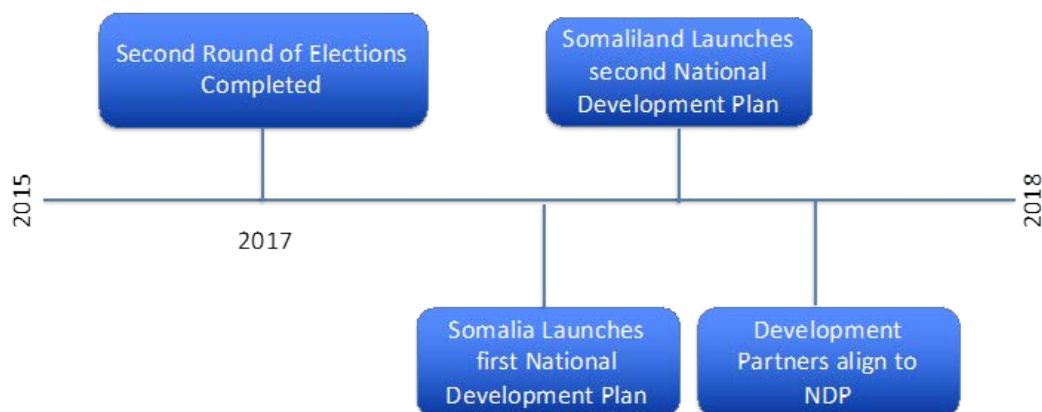 Second Round of Elections
Completed
Somaliland Launches
second National
Development Plan
2015
2018
2017
Somalia Launches
first National
Development Plan
Development
Partners align to
NDP